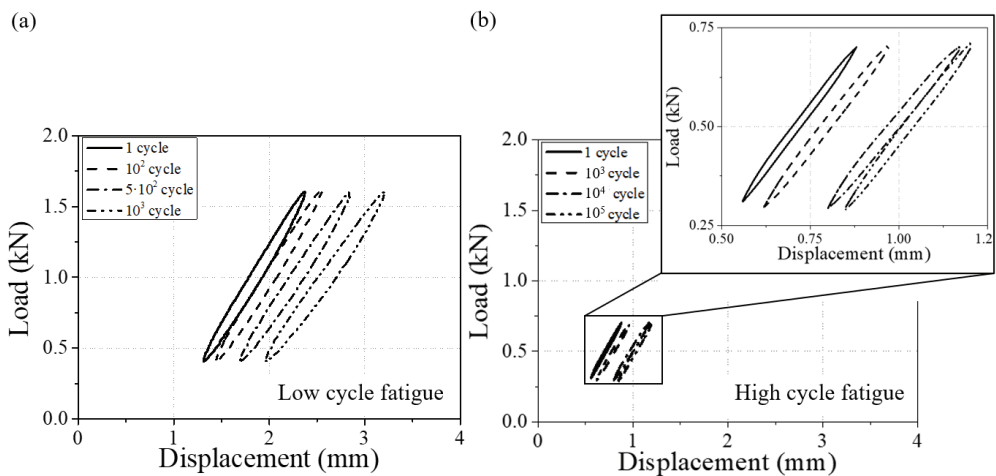 (a)
2.0
1.5
1.0
0.5
0.0
Load (kN)
1 cycle
10² cycle
5·10² cycle
10³ cycle
Low cycle fatigue
0
1
2
3
4
Displacement (mm)
(b)
2.0
1.5
1.0
0.5
0.0
Load (kN)
1 cycle
10³ cycle
10⁴ cycle
10⁵ cycle
High cycle fatigue
0
1
2
3
4
Displacement (mm)
0.75
0.50
0.25
Load (kN)
0.50
0.75
1.00
1.2
Displacement (mm)